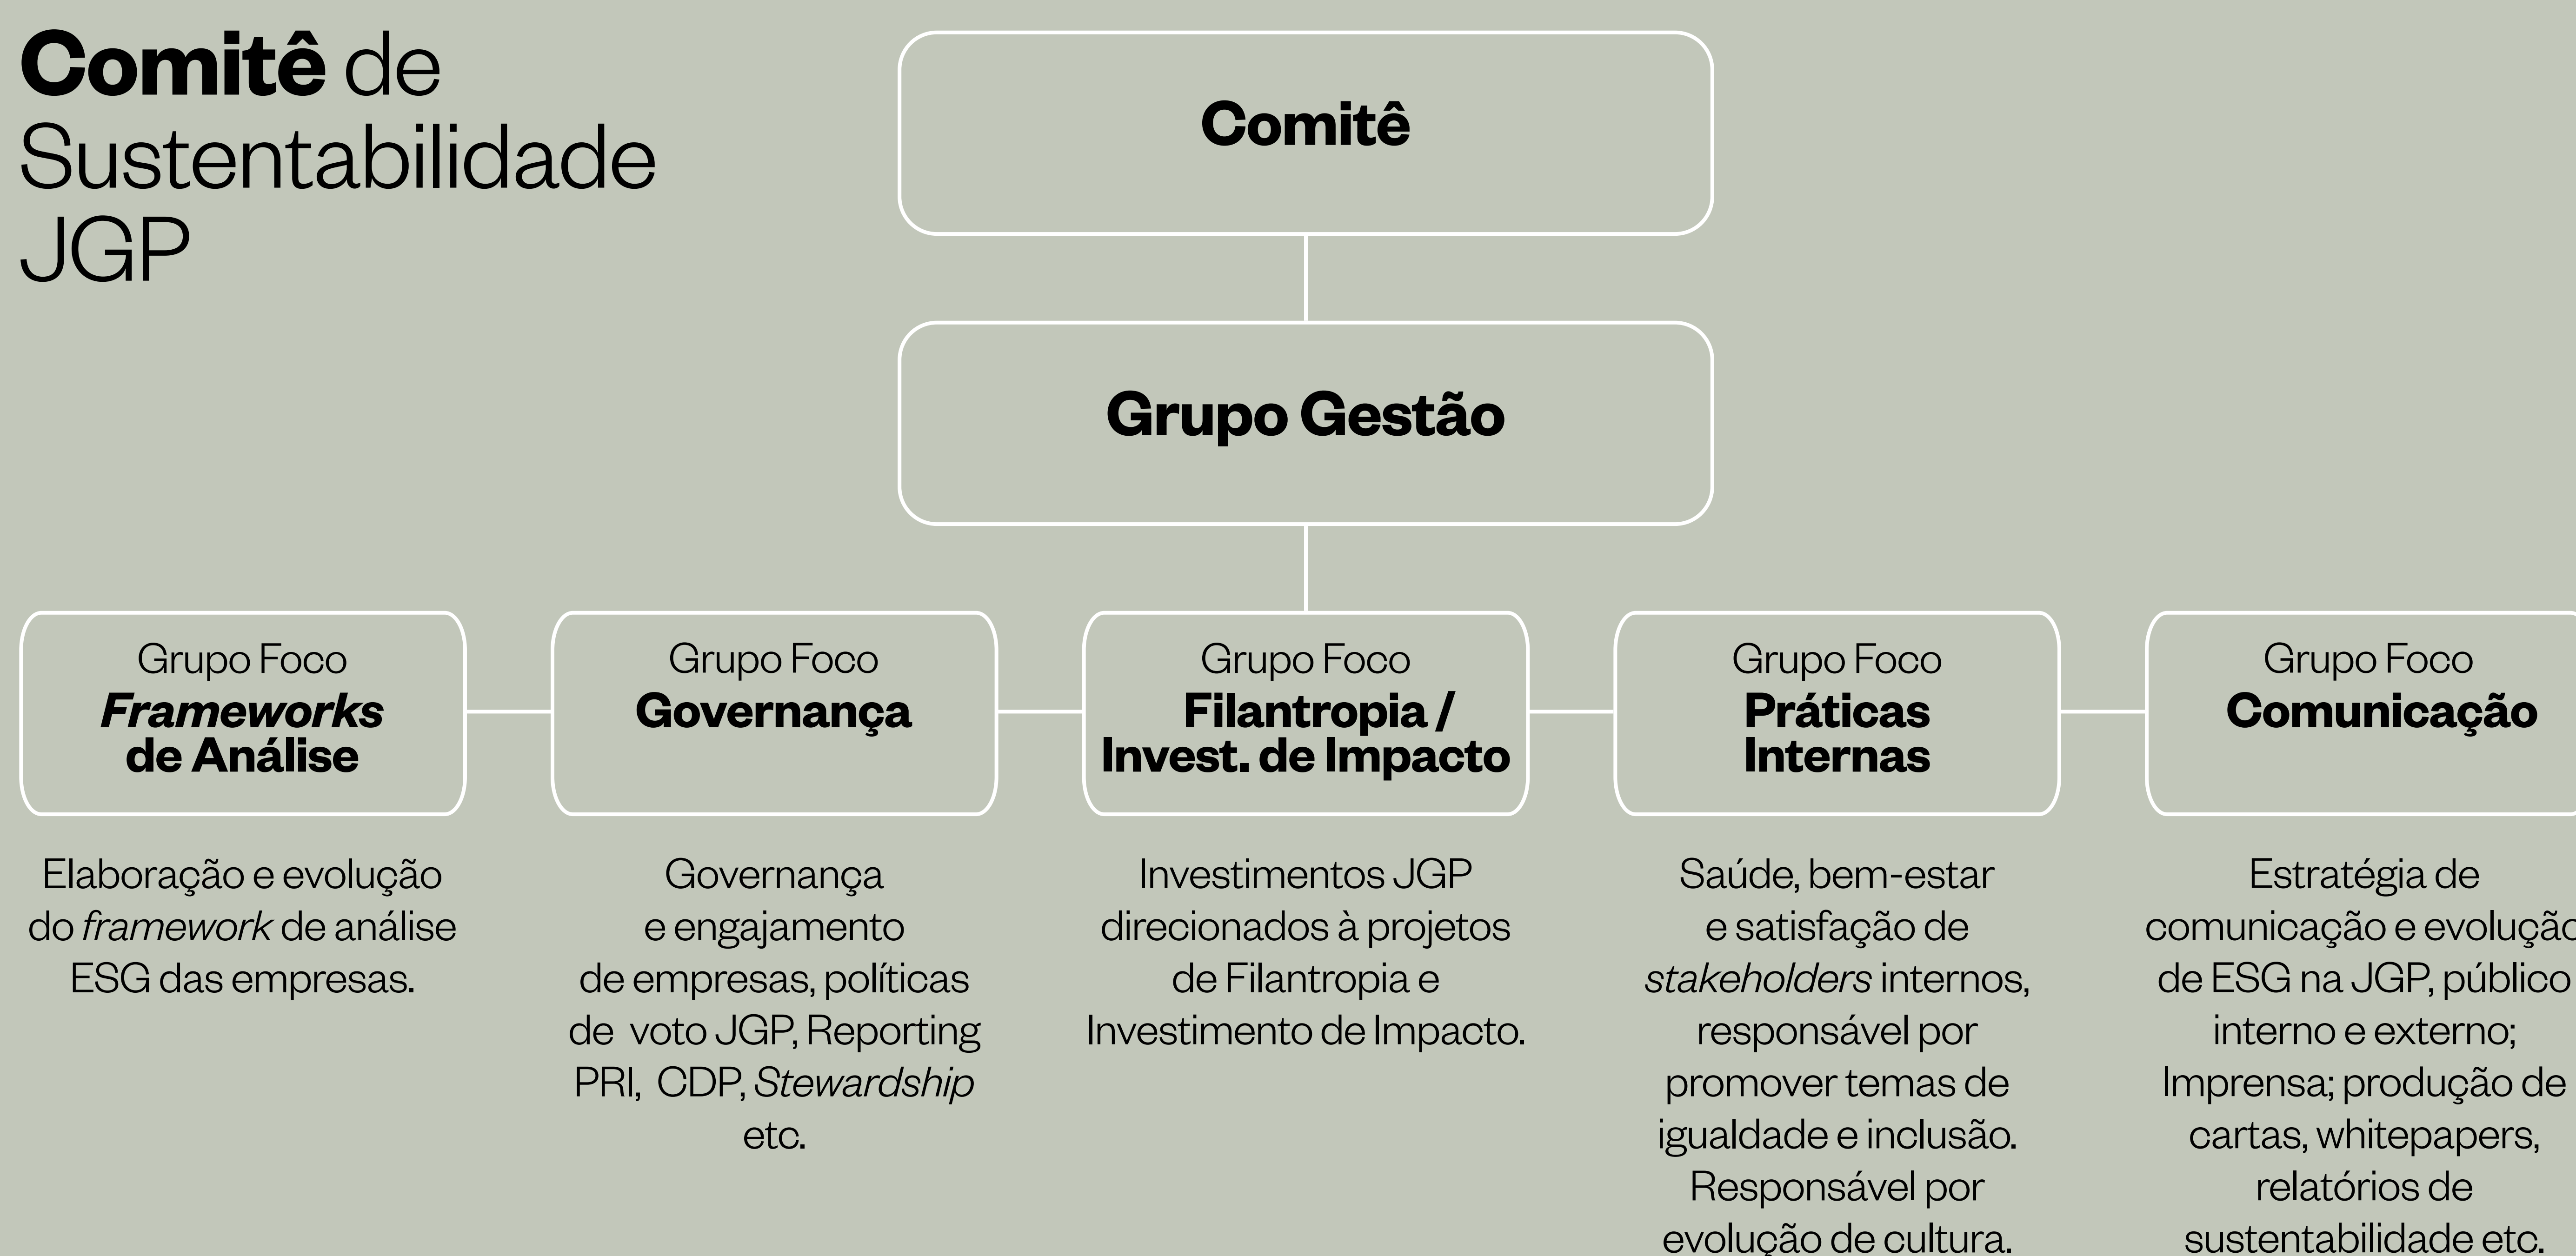 Comitê de
Sustentabilidade
JGP
Comitê
Grupo Gestão
Grupo Foco
Frameworks
de Análise
Elaboração e evolução
do framework de análise
ESG das empresas.
Grupo Foco
Governança
Governança
e engajamento
de empresas, políticas
de voto JGP, Reporting
PRI, CDP, Stewardship
etc.
Grupo Foco
Filantropia /
Invest. de Impacto
Investimentos JGP
direcionados à projetos
de Filantropia e
Investimento de Impacto.
Grupo Foco
Práticas
Internas
Saúde, bem-estar
e satisfação de
stakeholders internos,
responsável por
promover temas de
igualdade e inclusão.
Responsável por
evolução de cultura.
Grupo Foco
Comunicação
Estratégia de
comunicação e evolução
de ESG na JGP, público
interno e externo;
Imprensa; produção de
cartas, whitepapers,
relatórios de
sustentabilidade etc.